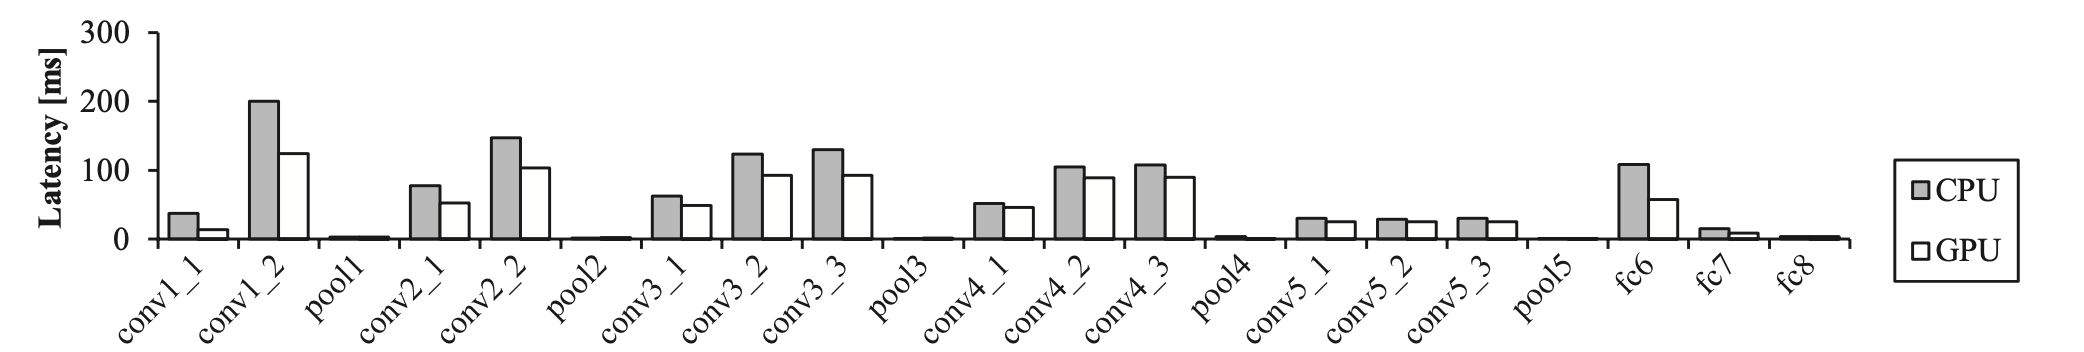 Latency [ms]
300
200
100
0
conv1_1
conv1_2
pool1
conv2_1
conv2_2
pool2
conv3_1
conv3_2
conv3_3
pool3
conv4_1
conv4_2
conv4_3
pool4
conv5_1
conv5_2
conv5_3
pool5
fc6
fc7
fc8
CPU
GPU